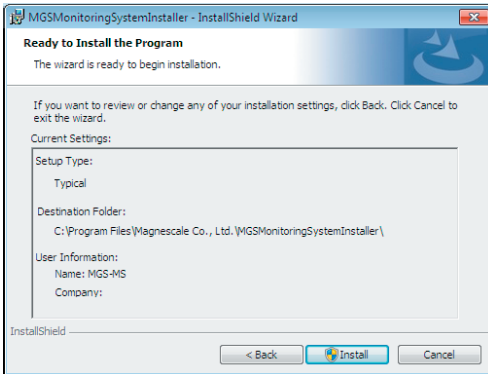 MGSMonitoringSystemInstaller - InstallShield Wizard
Ready to Install the Program
The wizard is ready to begin installation.
If you want to review or change any of your installation settings, click Back. Click Cancel to
exit the wizard.
Current Settings:
Setup Type:
Typical
Destination Folder:
C:\Program Files\Magnescale Co., Ltd.\MGSMonitoringSystemInstaller\
User Information:
Name: MGS-MS
Company:
InstallShield
< Back
Install
Cancel